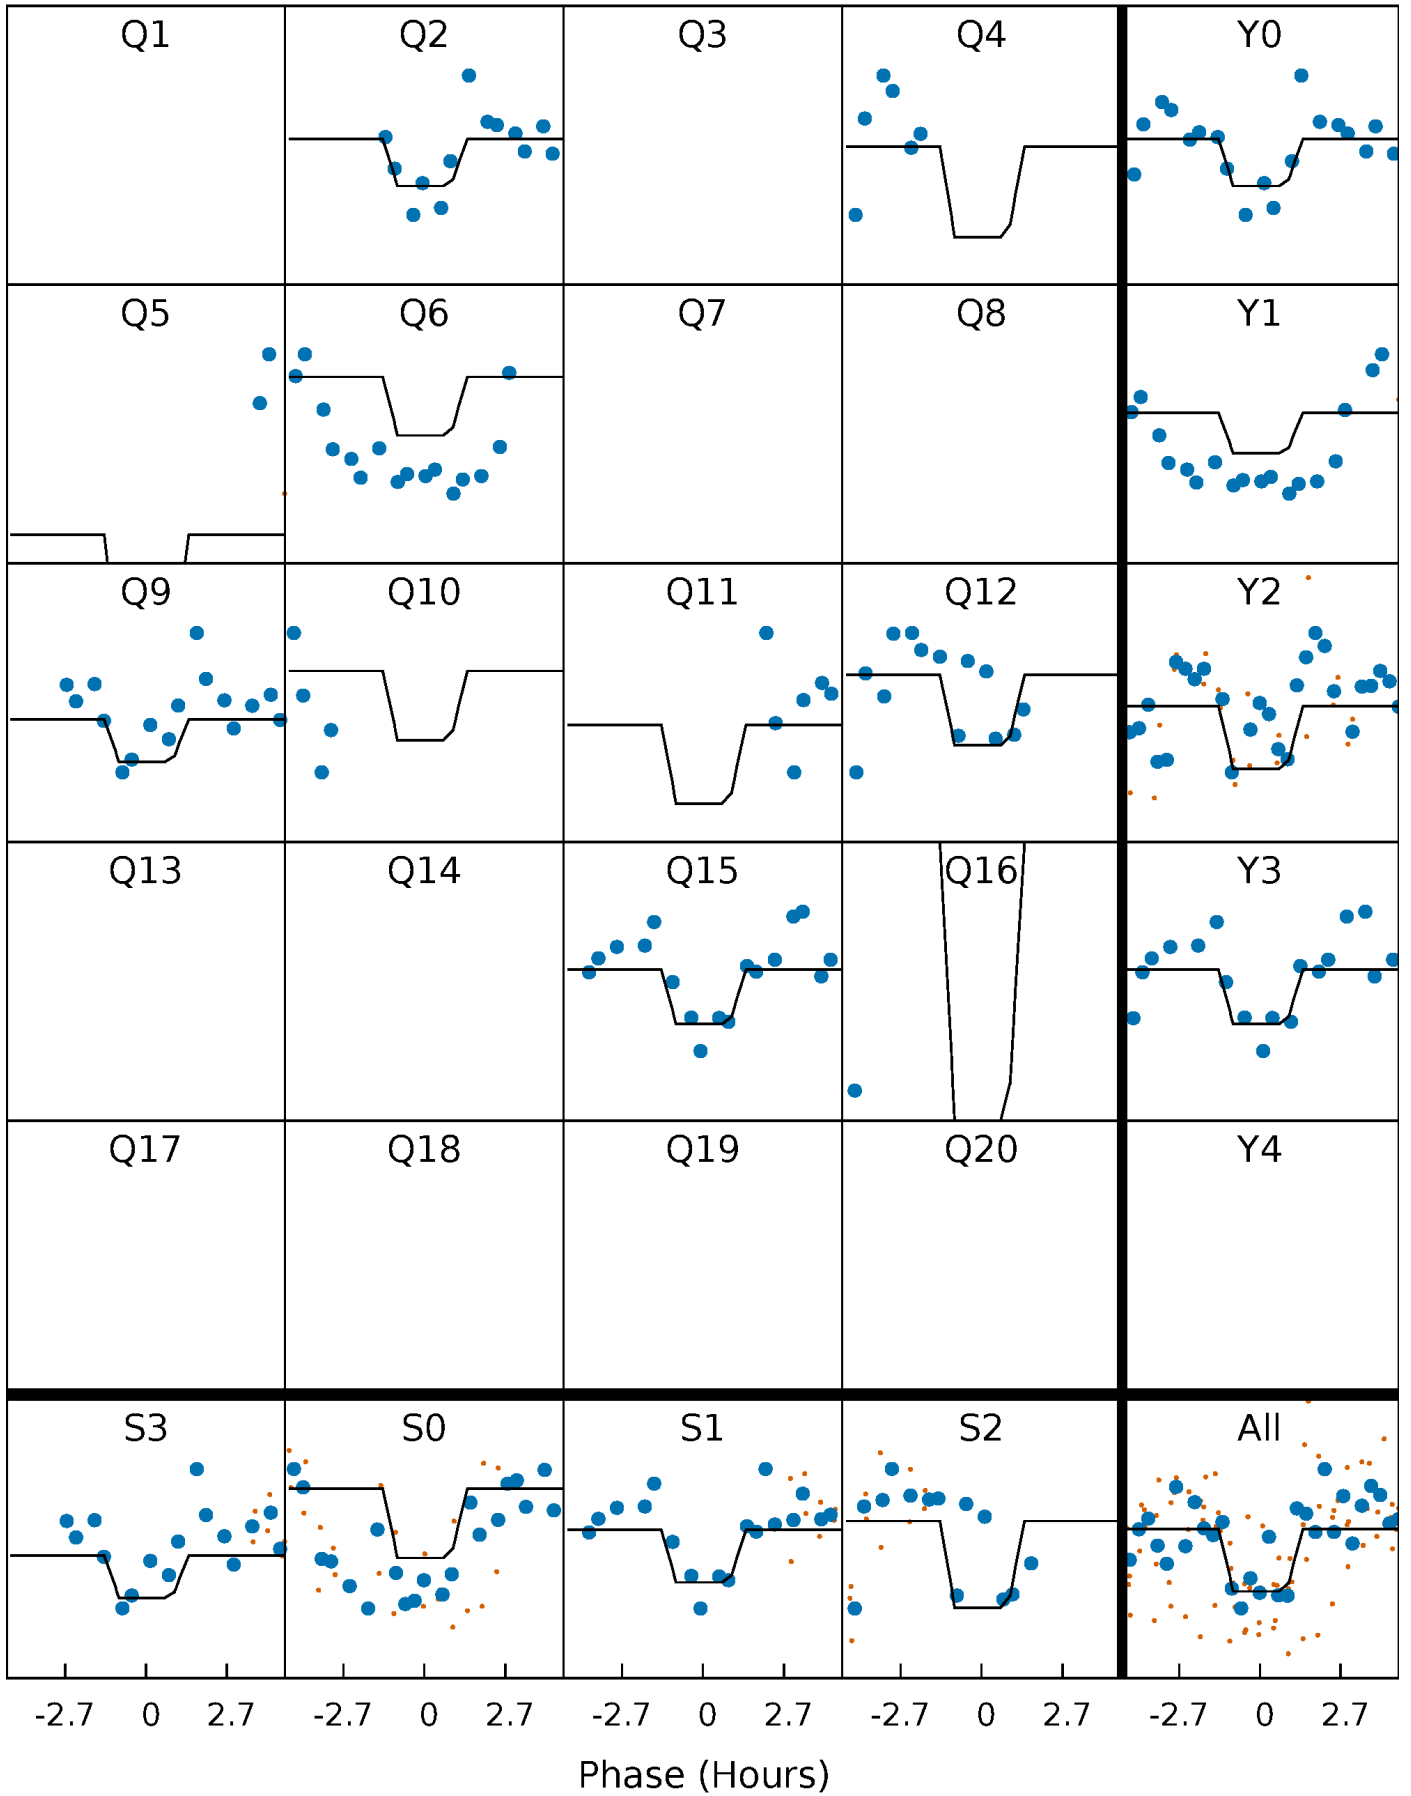 Q1 Q2 Q3 Q4 Y0
Q5 Q6 Q7 Q8 Y1
Q9 Q10 Q11 Q12 Y2
Q13 Q14 Q15 Q16 Y3
Q17 Q18 Q19 Q20 Y4
S3 S0 S1 S2 All
-2.7 0 2.7 -2.7 0 2.7 -2.7 0 2.7 -2.7 0 2.7 -2.7 0 2.7
Phase (Hours)